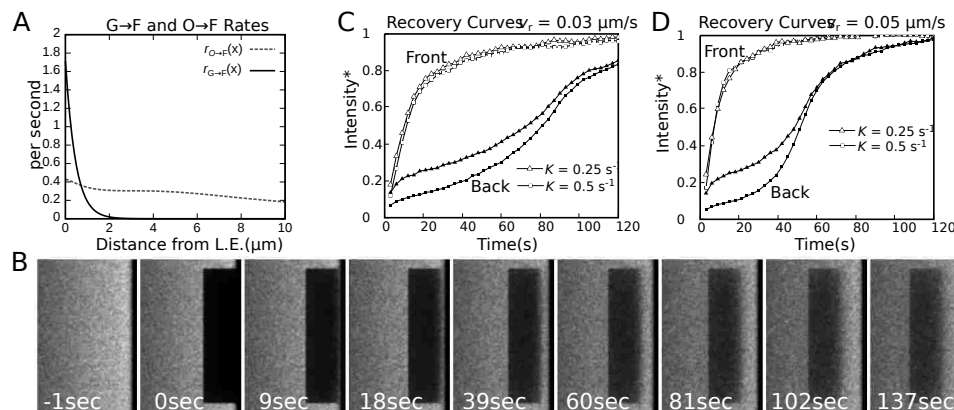 A
G→F and O→F Rates
r_O→F(x)
r_G→F(x)
per second
2
1.8
1.6
1.4
1.2
1
0.8
0.6
0.4
0.2
0
0 2 4 6 8 10
Distance from L.E.(μm)
C
Recovery Curves v_r = 0.03 μm/s
Front
Back
K = 0.25 s⁻¹
K = 0.5 s⁻¹
Intensity*
1
0.8
0.6
0.4
0.2
0
0 20 40 60 80 100 120
Time(s)
D
Recovery Curves v_r = 0.05 μm/s
Front
Back
K = 0.25 s⁻¹
K = 0.5 s⁻¹
Intensity*
1
0.8
0.6
0.4
0.2
0
0 20 40 60 80 100 120
Time(s)
B
-1sec 0sec 9sec 18sec 39sec 60sec 81sec 102sec 137sec